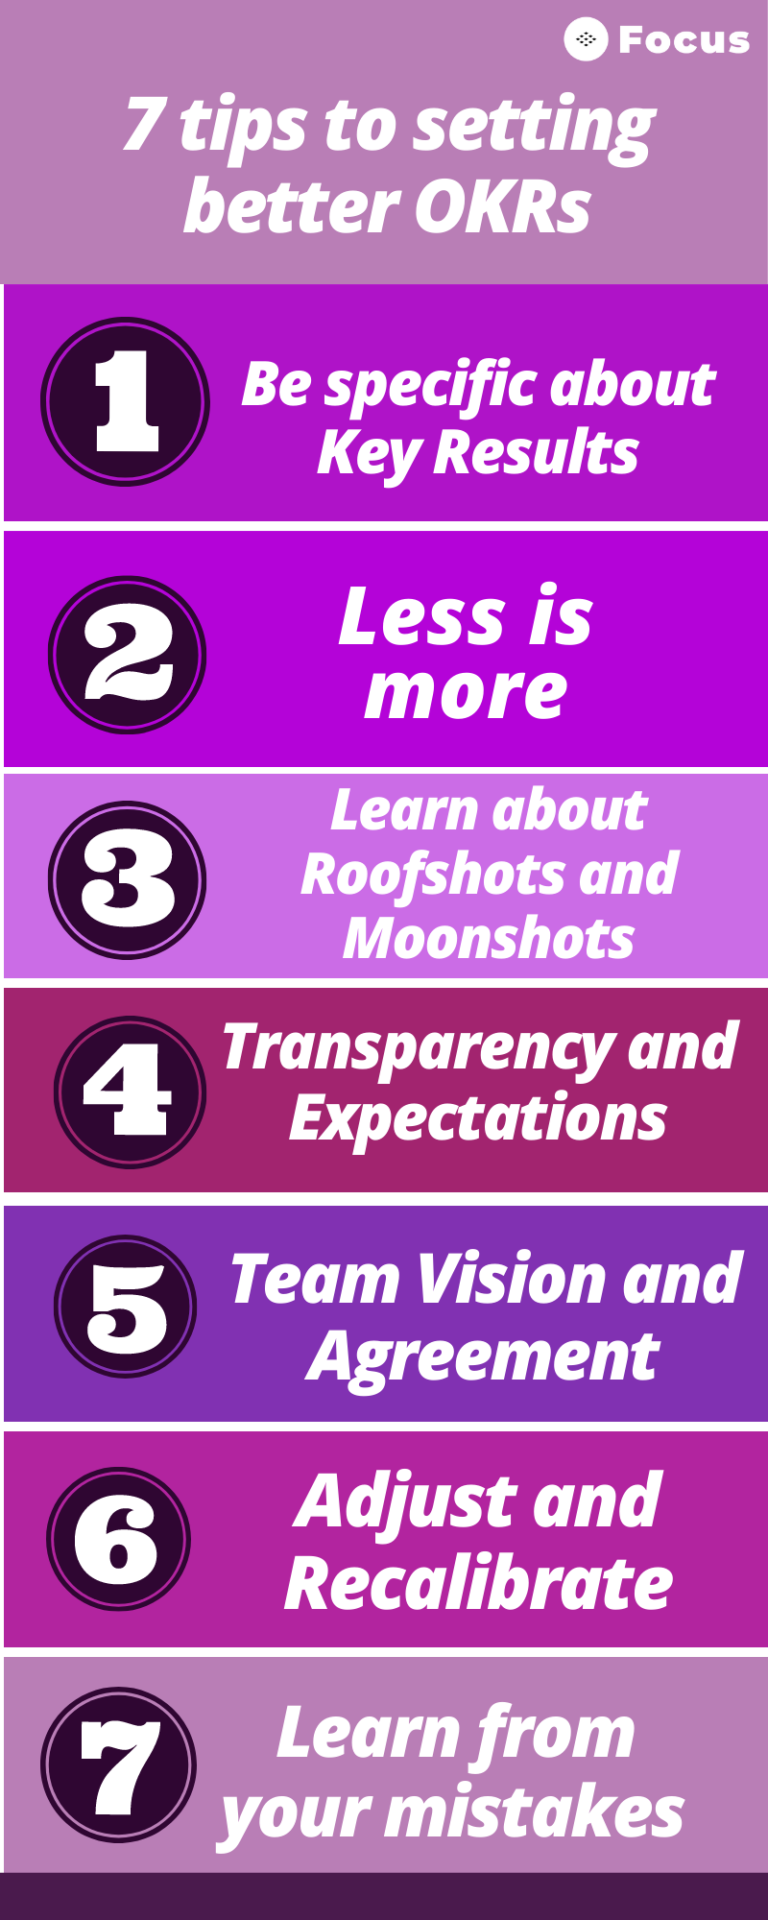 Focus
7 tips to setting
better OKRs
1
Be specific about
Key Results
2
Less is
more
3
Learn about
Roofshots and
Moonshots
4
Transparency and
Expectations
5
Team Vision and
Agreement
6
Adjust and
Recalibrate
7
Learn from
your mistakes